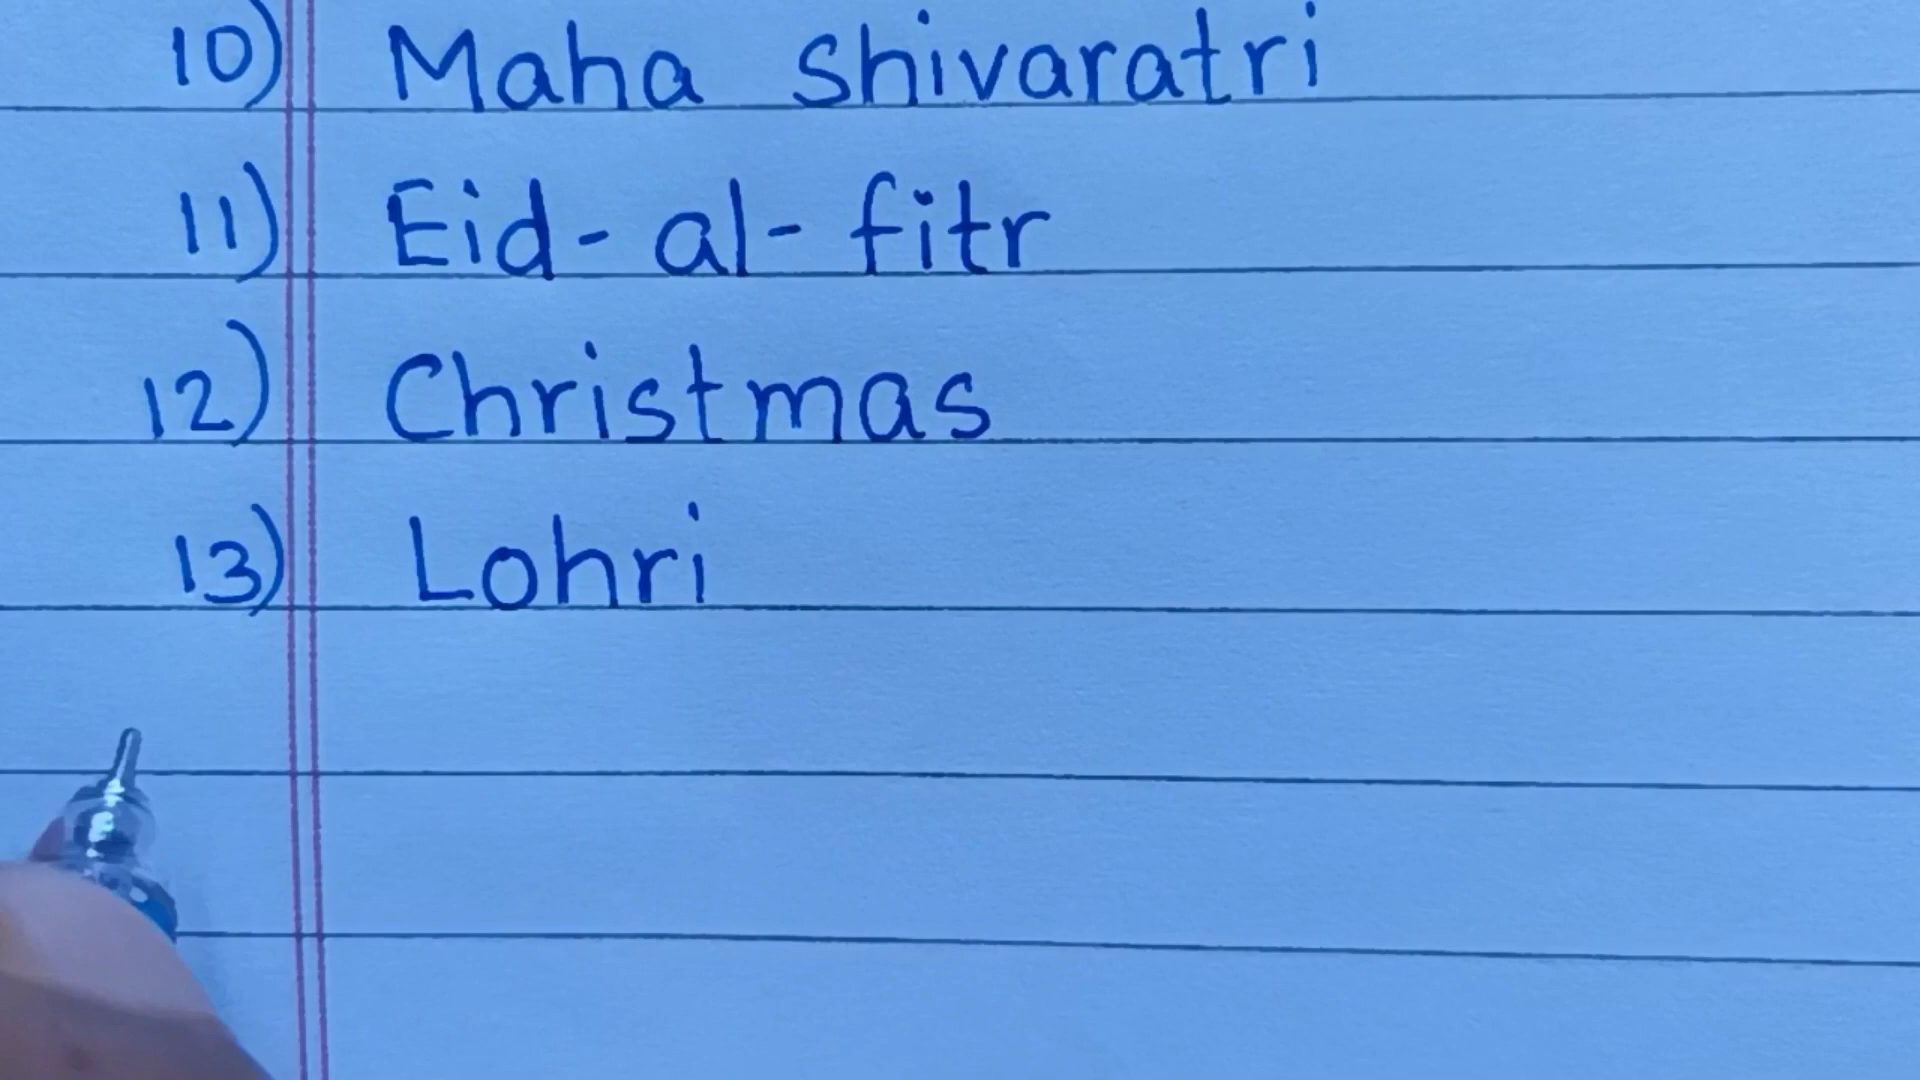 10) Maha shivaratri
11) Eid-al-fitr
12) Christmas
13) Lohri